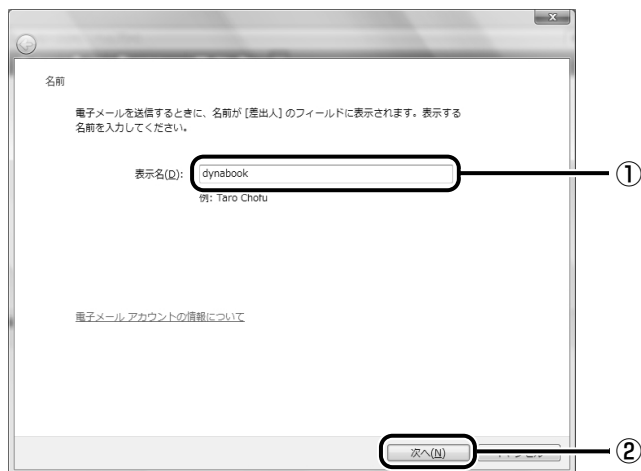 名前
電子メールを送信するときに、名前が [差出人] のフィールドに表示されます。表示する
名前を入力してください。
表示名(D): dynabook
①
例: Taro Chofu
電子メール アカウントの情報について
次へ(N)
②